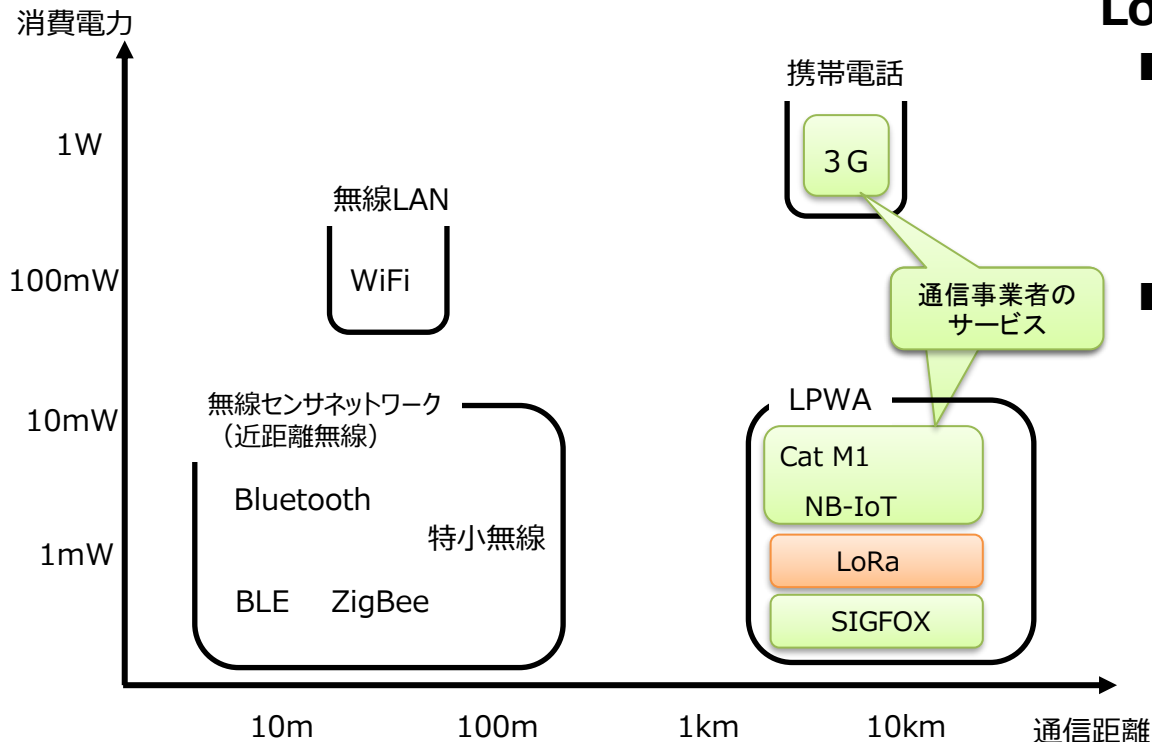 Lo
消費電力
携帯電話
1W
３G
無線LAN
100mW
WiFi
通信事業者の
サービス
無線センサネットワーク
（近距離無線）
LPWA
10mW
Cat M1
Bluetooth
NB-IoT
特小無線
1mW
LoRa
BLE
ZigBee
SIGFOX
10m
100m
1km
10km
通信距離